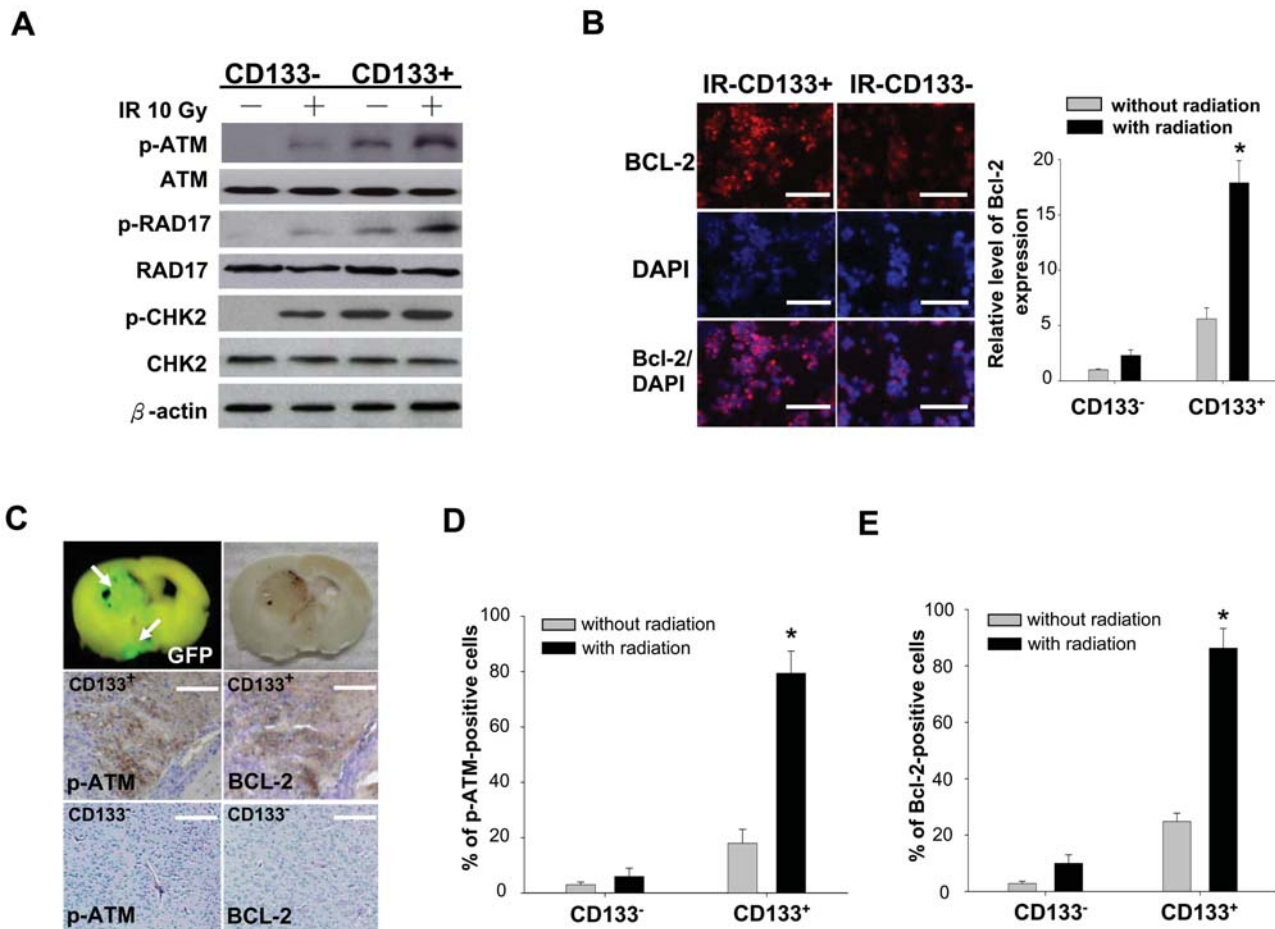 A
CD133- CD133+
IR 10 Gy − + − +
p-ATM
ATM
p-RAD17
RAD17
p-CHK2
CHK2
β-actin
B
IR-CD133+ IR-CD133-
BCL-2
DAPI
Bcl-2/
DAPI
without radiation
with radiation
Relative level of Bcl-2
expression
20
15
10
5
0
*
CD133⁻ CD133⁺
C
GFP
CD133⁺ CD133⁺
p-ATM BCL-2
CD133⁻ CD133⁻
p-ATM BCL-2
D
without radiation
with radiation
% of p-ATM-positive cells
100
80
60
40
20
0
*
CD133⁻ CD133⁺
E
without radiation
with radiation
% of Bcl-2-positive cells
100
80
60
40
20
0
*
CD133⁻ CD133⁺